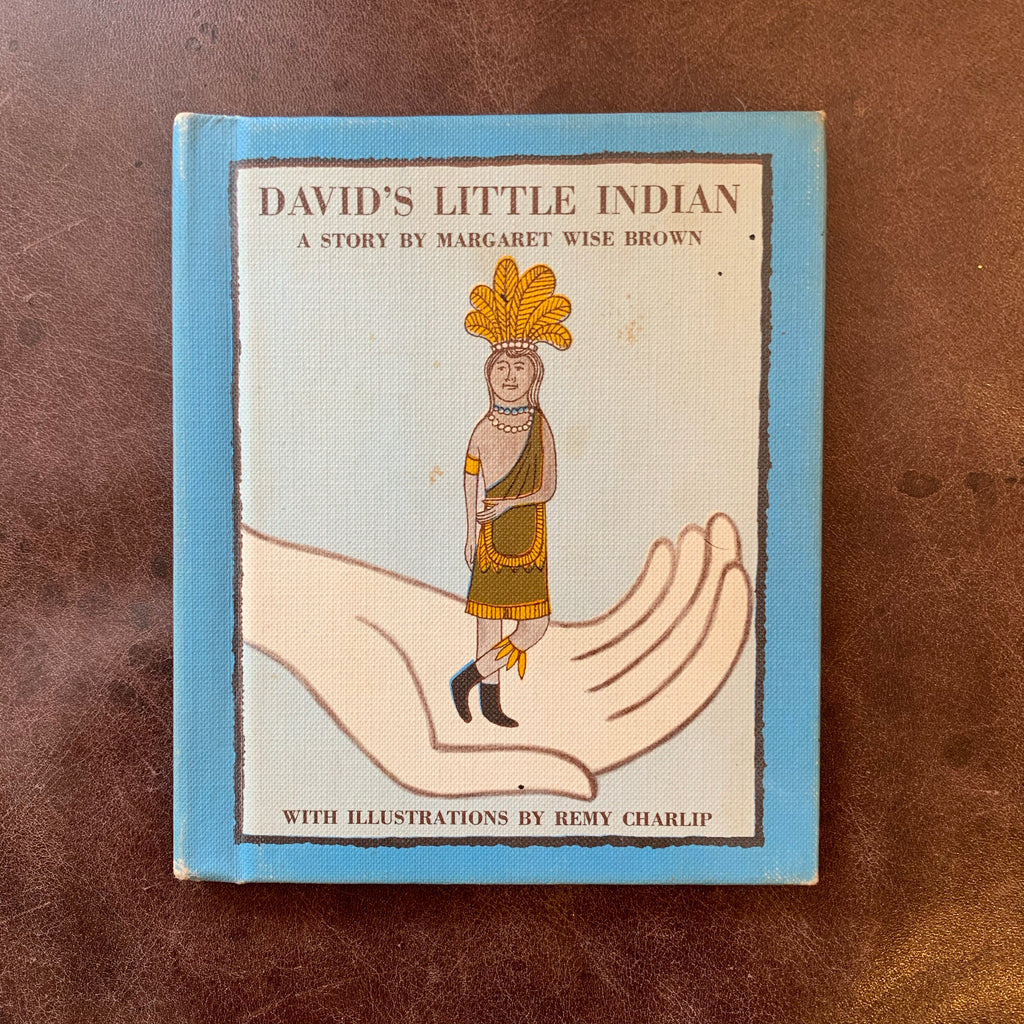 DAVID'S LITTLE INDIAN
A STORY BY MARGARET WISE BROWN
WITH ILLUSTRATIONS BY REMY CHARLIP